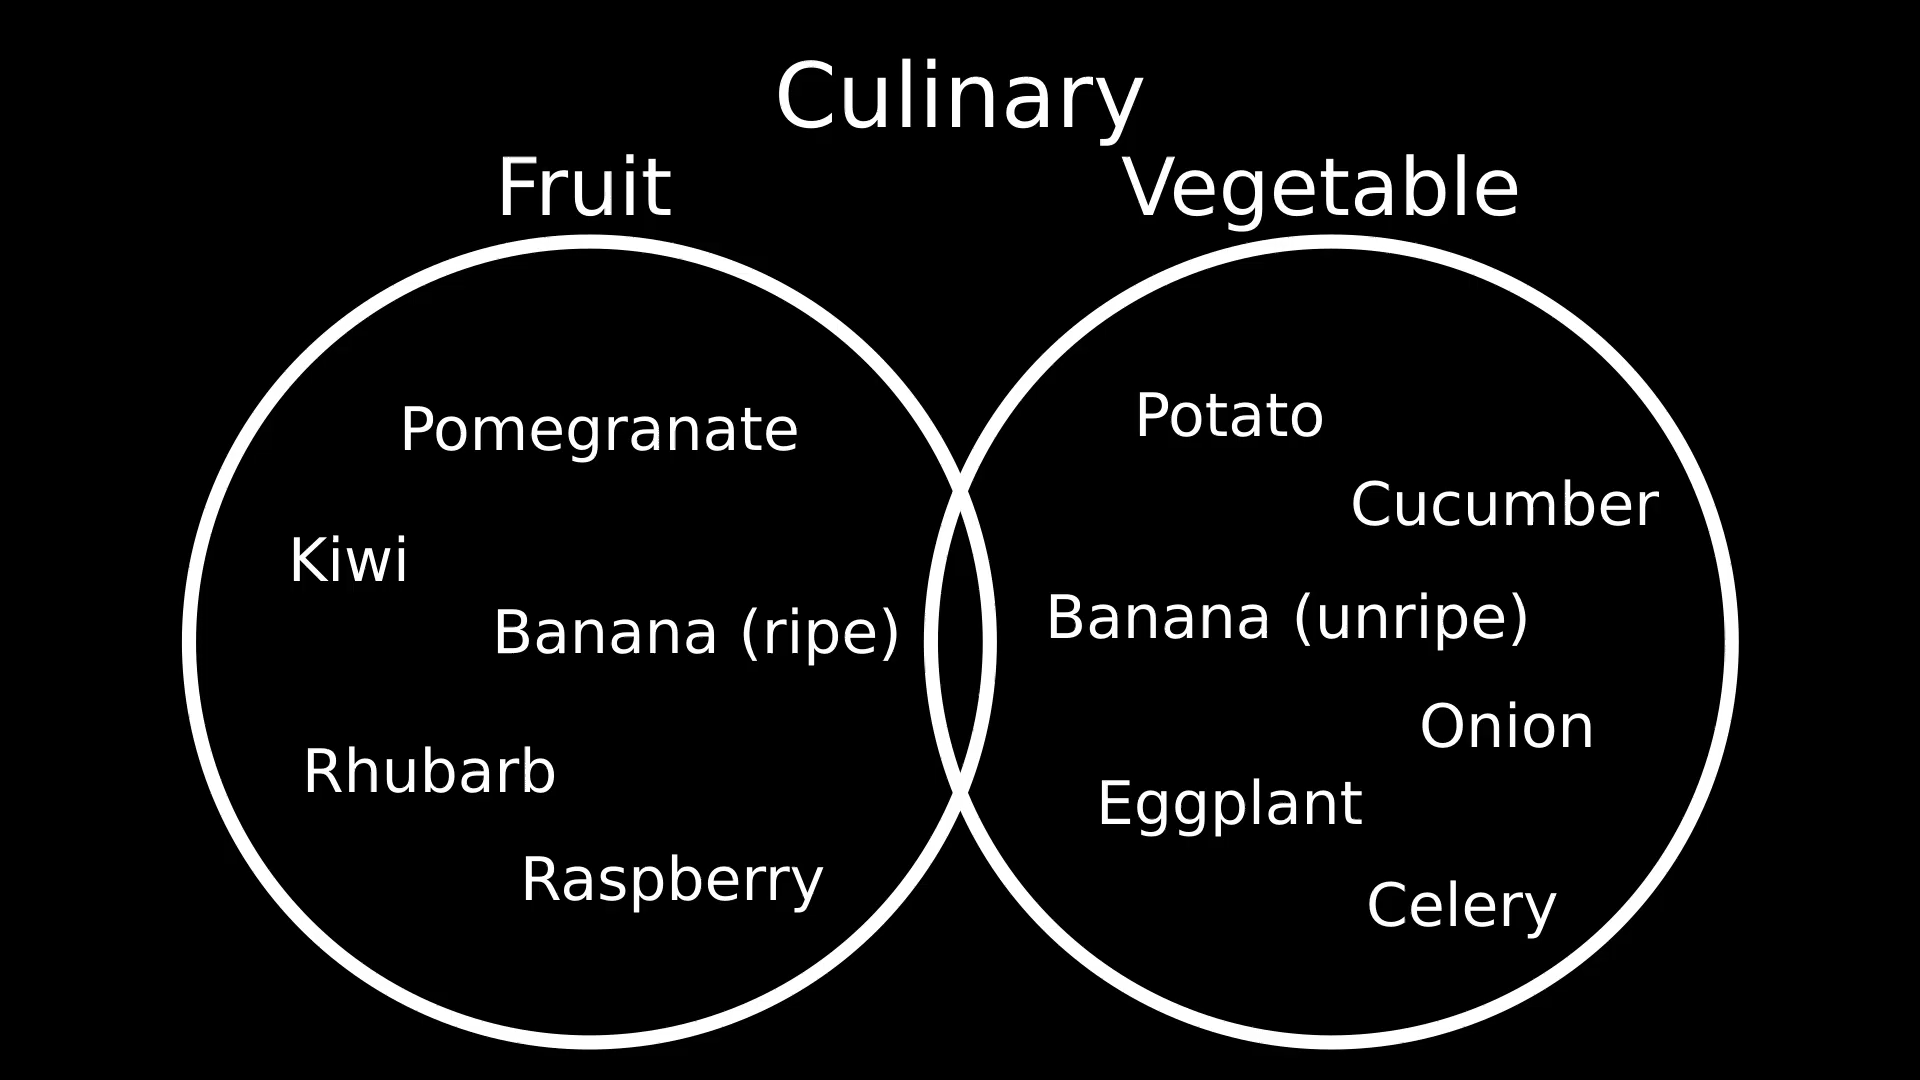 Culinary
Fruit
Vegetable
Pomegranate
Kiwi
Banana (ripe)
Rhubarb
Raspberry
Potato
Cucumber
Banana (unripe)
Onion
Eggplant
Celery